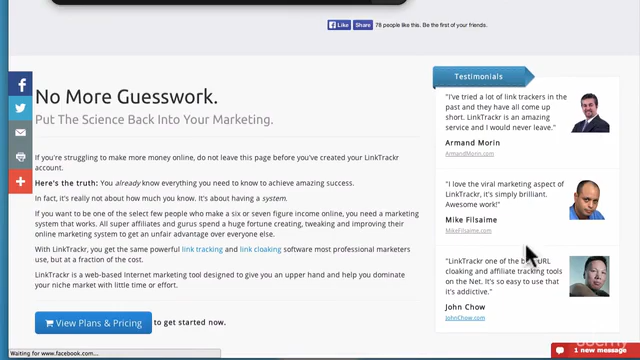 Like
Share
78 people like this. Be the first of your friends.
No More Guesswork.
Put The Science Back Into Your Marketing.
If you're struggling to make more money online, do not leave this page before you've created your LinkTrackr
account.
Here's the truth: You already know everything you need to know to achieve amazing success.
In fact, it's really not about how much you know. It's about having a system.
If you want to be one of the select few people who make a six or seven figure income online, you need a marketing
system that works. All super affiliates and gurus spend a huge fortune creating, tweaking and improving their
online marketing system to get an unfair advantage over everyone else.
With LinkTrackr, you get the same powerful link tracking and link cloaking software most professional marketers
use, but at a fraction of the cost.
LinkTrackr is a web-based Internet marketing tool designed to give you an upper hand and help you dominate
your niche market with little time or effort.
View Plans & Pricing to get started now.
Waiting for www.facebook.com...
Testimonials
"I've tried a lot of link trackers in the
past and they have all come up
short. LinkTrackr is an amazing
service and I would never leave."
Armand Morin
ArmandMorin.com
"I love the viral marketing aspect of
LinkTrackr, it's simply brilliant.
Awesome work!"
Mike Filsaime
MikeFilsaime.com
"LinkTrackr one of the URL
cloaking and affiliate tracking tools
on the Net. It's so easy to use that
it's addictive."
John Chow
JohnChow.com
udemy
1 new message